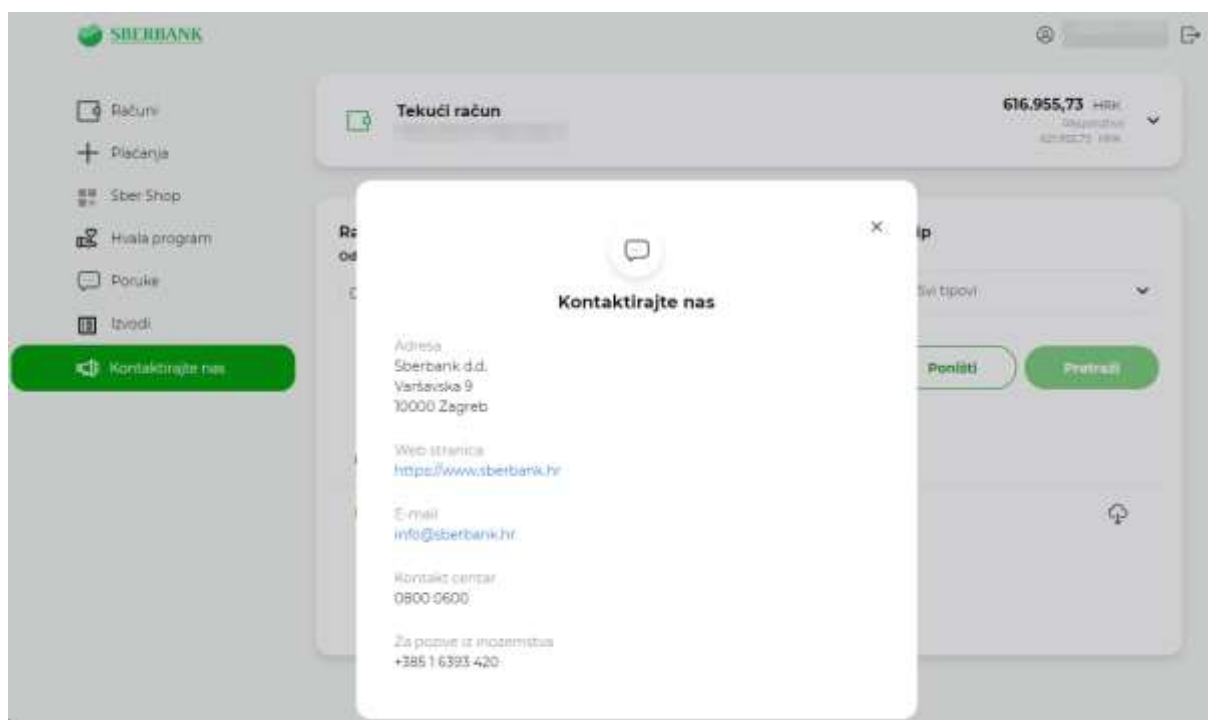 SBERBANK
Računi
Plaćanja
Sber Shop
Hvala program
Poruke
Izvodi
Kontaktirajte nas
Tekući račun
616.955,73 HRK
Kontaktirajte nas
Adresa
Sberbank d.d.
Varšavska 9
10000 Zagreb
Web stranica
https://www.sberbank.hr
E-mail
info@sberbank.hr
Kontakt centar
0800 0600
Za pozive iz inozemstva
+385 1 6393 420
Svi tipovi
Poništi
Pretraži